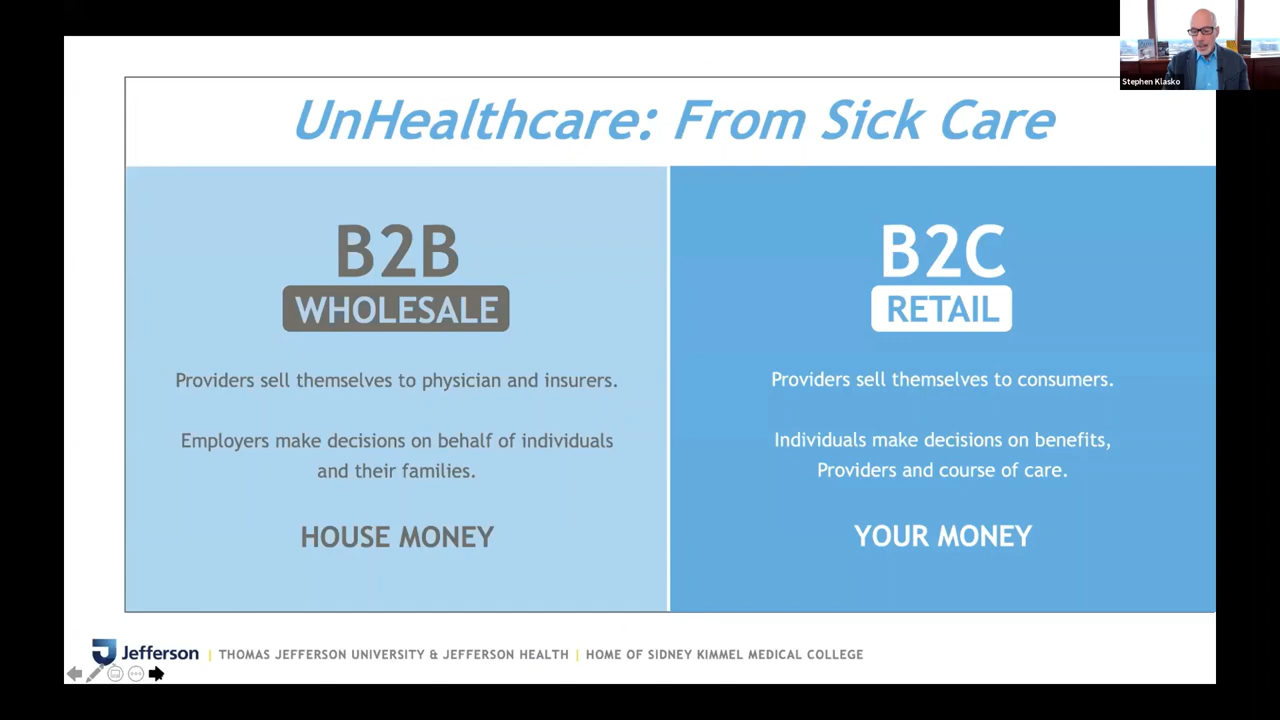 Stephen Klasko
UnHealthcare: From Sick Care
B2B
WHOLESALE
Providers sell themselves to physician and insurers.
Employers make decisions on behalf of individuals
and their families.
HOUSE MONEY
B2C
RETAIL
Providers sell themselves to consumers.
Individuals make decisions on benefits,
Providers and course of care.
YOUR MONEY
Jefferson | THOMAS JEFFERSON UNIVERSITY & JEFFERSON HEALTH | HOME OF SIDNEY KIMMEL MEDICAL COLLEGE